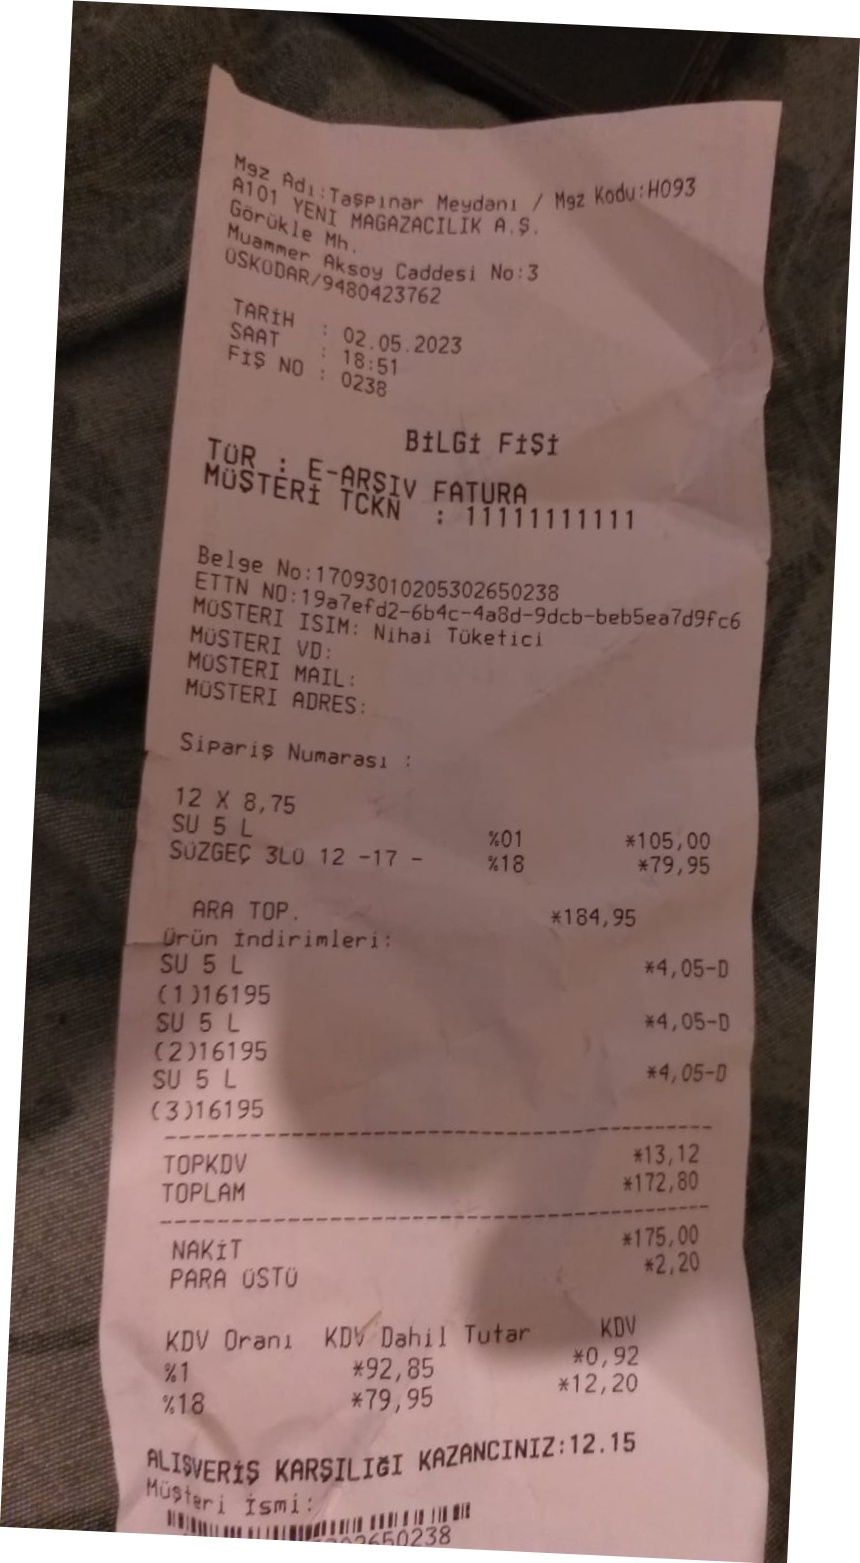 Mgz Adı:Taşpınar Meydanı / Mgz Kodu:H093
A101 YENİ MAGAZACILIK A.Ş.
Görükle Mh.
Muammer Aksoy Caddesi No:3
ÜSKÜDAR/9480423762
TARİH : 02.05.2023
SAAT : 18:51
FİŞ NO : 0238
BİLGİ FİŞİ
TÜR : E-ARŞIV FATURA
MÜŞTERİ TCKN : 11111111111
Belge No:17093010205302650238
ETTN NO:19a7efd2-6b4c-4a8d-9dcb-beb5ea7d9fc6
MÜSTERI ISIM: Nihai Tüketici
MÜSTERI VD:
MÜSTERI MAIL:
MÜSTERI ADRES:
Sipariş Numarası :
12 X 8,75
SU 5 L %01 *105,00
SÜZGEÇ 3LÜ 12 -17 - %18 *79,95
ARA TOP. *184,95
Ürün İndirimleri:
SU 5 L *4,05-D
(1)16195
SU 5 L *4,05-D
(2)16195
SU 5 L *4,05-D
(3)16195
TOPKDV *13,12
TOPLAM *172,80
NAKİT *175,00
PARA ÜSTÜ *2,20
KDV Oranı KDV Dahil Tutar KDV
%1 *92,85 *0,92
%18 *79,95 *12,20
ALIŞVERİŞ KARŞILIĞI KAZANCINIZ:12.15
Müşteri İsmi: